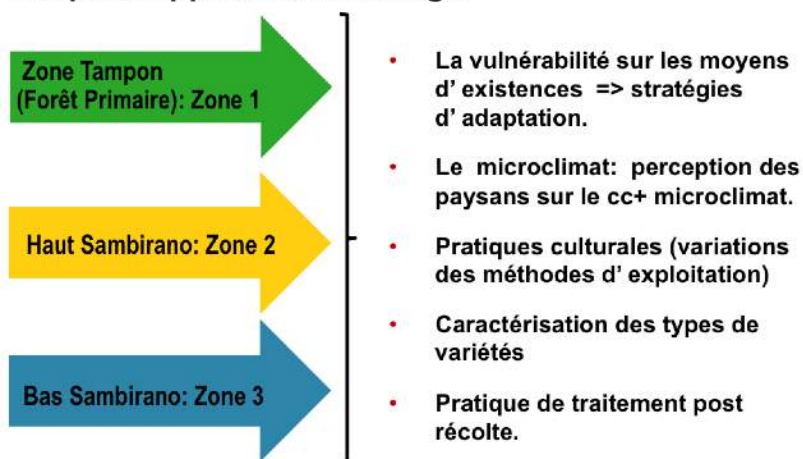 Zone Tampon
(Forêt Primaire): Zone 1
Haut Sambirano: Zone 2
Bas Sambirano: Zone 3
• La vulnérabilité sur les moyens
d’ existences => stratégies
d’ adaptation.
• Le microclimat: perception des
paysans sur le cc+ microclimat.
• Pratiques culturales (variations
des méthodes d’ exploitation)
• Caractérisation des types de
variétés
• Pratique de traitement post
récolte.